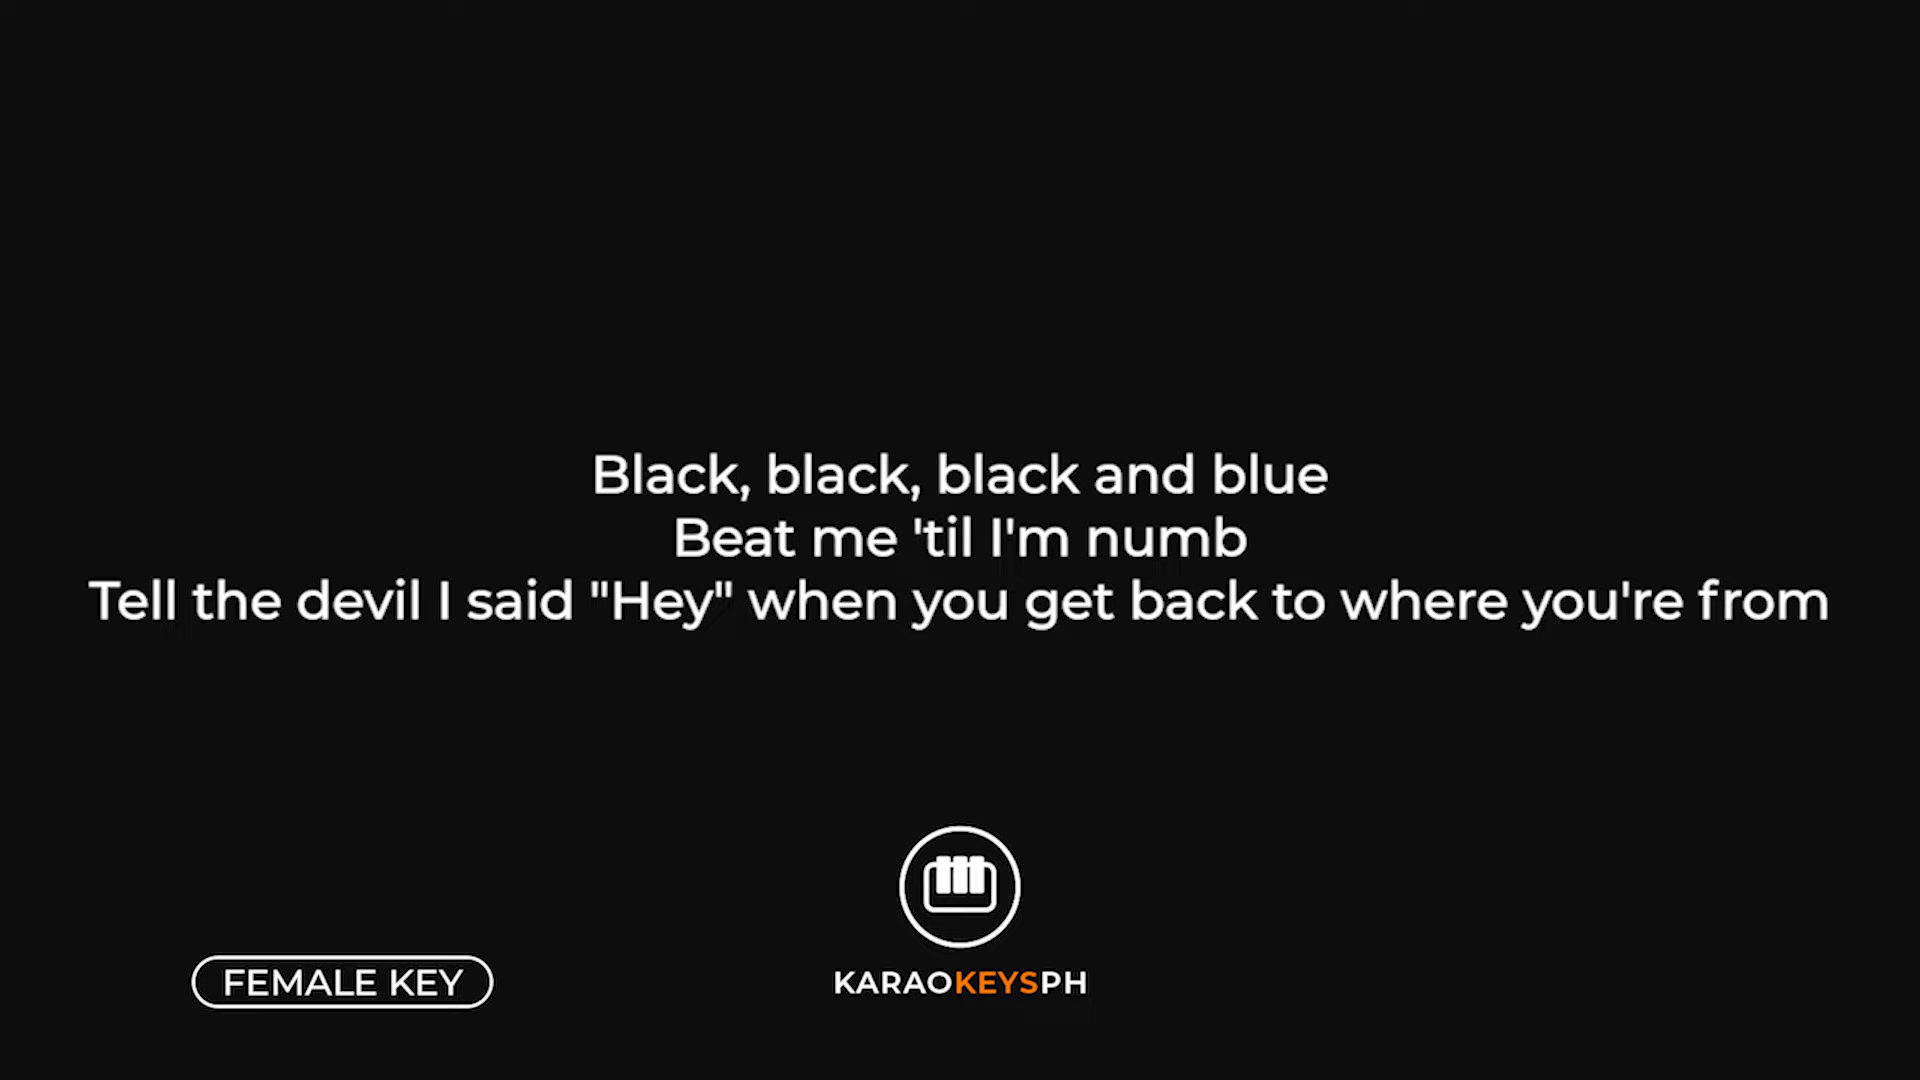 Black, black, black and blue
Beat me 'til I'm numb
Tell the devil I said "Hey" when you get back to where you're from
FEMALE KEY
KARAOKEYSPH